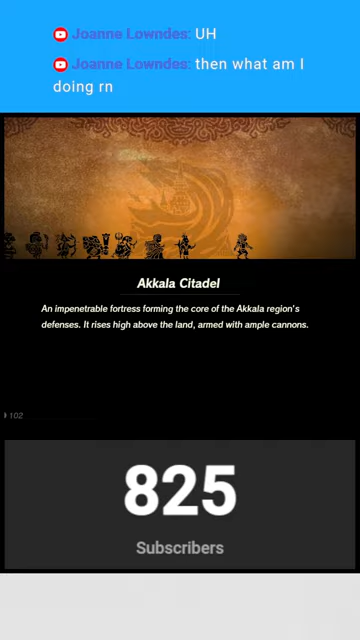 Joanne Lowndes: UH
Joanne Lowndes: then what am I
doing rn
Akkala Citadel
An impenetrable fortress forming the core of the Akkala region's
defenses. It rises high above the land, armed with ample cannons.
102
825
Subscribers